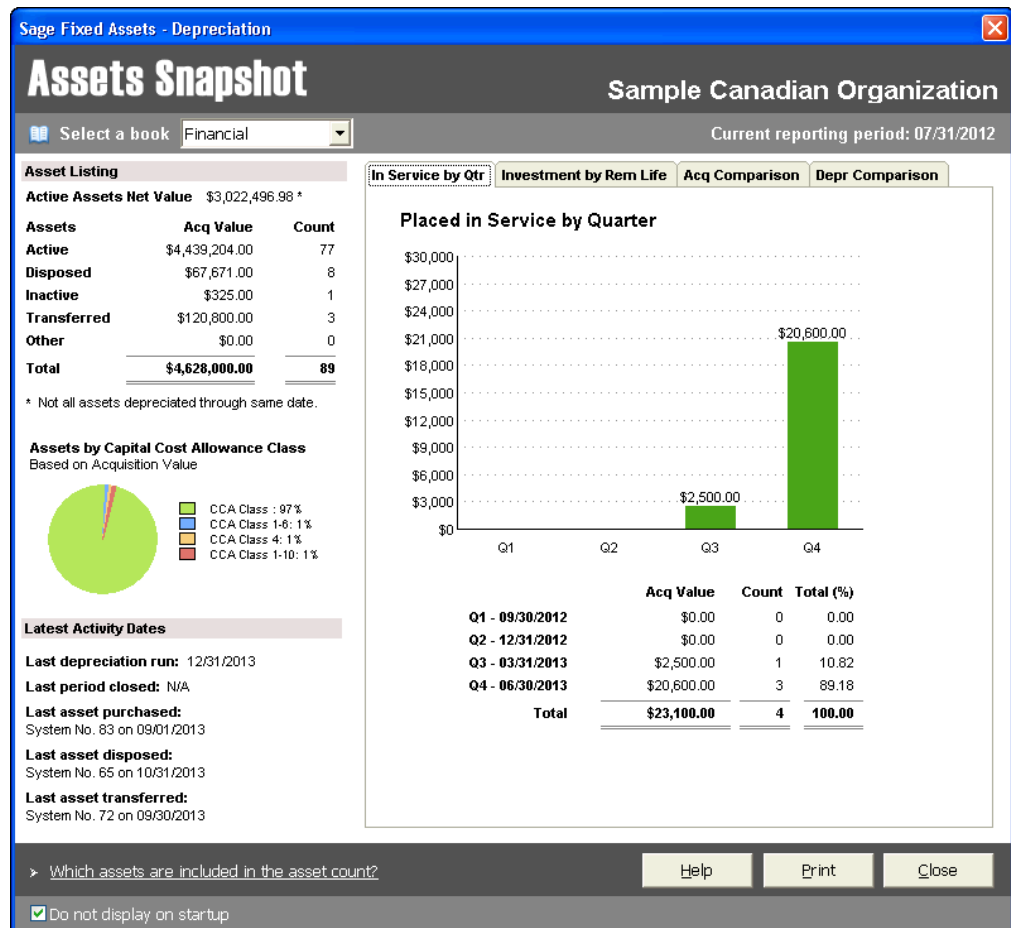 Sage Fixed Assets - Depreciation
Assets Snapshot
Sample Canadian Organization
Select a book Financial
Current reporting period: 07/31/2012
Asset Listing
Active Assets Net Value $3,022,496.98 *
Assets Acq Value Count
Active $4,439,204.00 77
Disposed $67,671.00 8
Inactive $325.00 1
Transferred $120,800.00 3
Other $0.00 0
Total $4,628,000.00 89
* Not all assets depreciated through same date.
Assets by Capital Cost Allowance Class
Based on Acquisition Value
CCA Class : 97%
CCA Class 1-6: 1%
CCA Class 4: 1%
CCA Class 1-10: 1%
Latest Activity Dates
Last depreciation run: 12/31/2013
Last period closed: N/A
Last asset purchased:
System No. 83 on 09/01/2013
Last asset disposed:
System No. 65 on 10/31/2013
Last asset transferred:
System No. 72 on 09/30/2013
In Service by Qtr Investment by Rem Life Acq Comparison Depr Comparison
Placed in Service by Quarter
$30,000
$27,000
$24,000
$21,000
$18,000
$15,000
$12,000
$9,000
$6,000
$3,000
$0
$2,500.00
$20,600.00
Q1 Q2 Q3 Q4
Acq Value Count Total (%)
Q1 - 09/30/2012 $0.00 0 0.00
Q2 - 12/31/2012 $0.00 0 0.00
Q3 - 03/31/2013 $2,500.00 1 10.82
Q4 - 06/30/2013 $20,600.00 3 89.18
Total $23,100.00 4 100.00
Which assets are included in the asset count?
Help Print Close
Do not display on startup